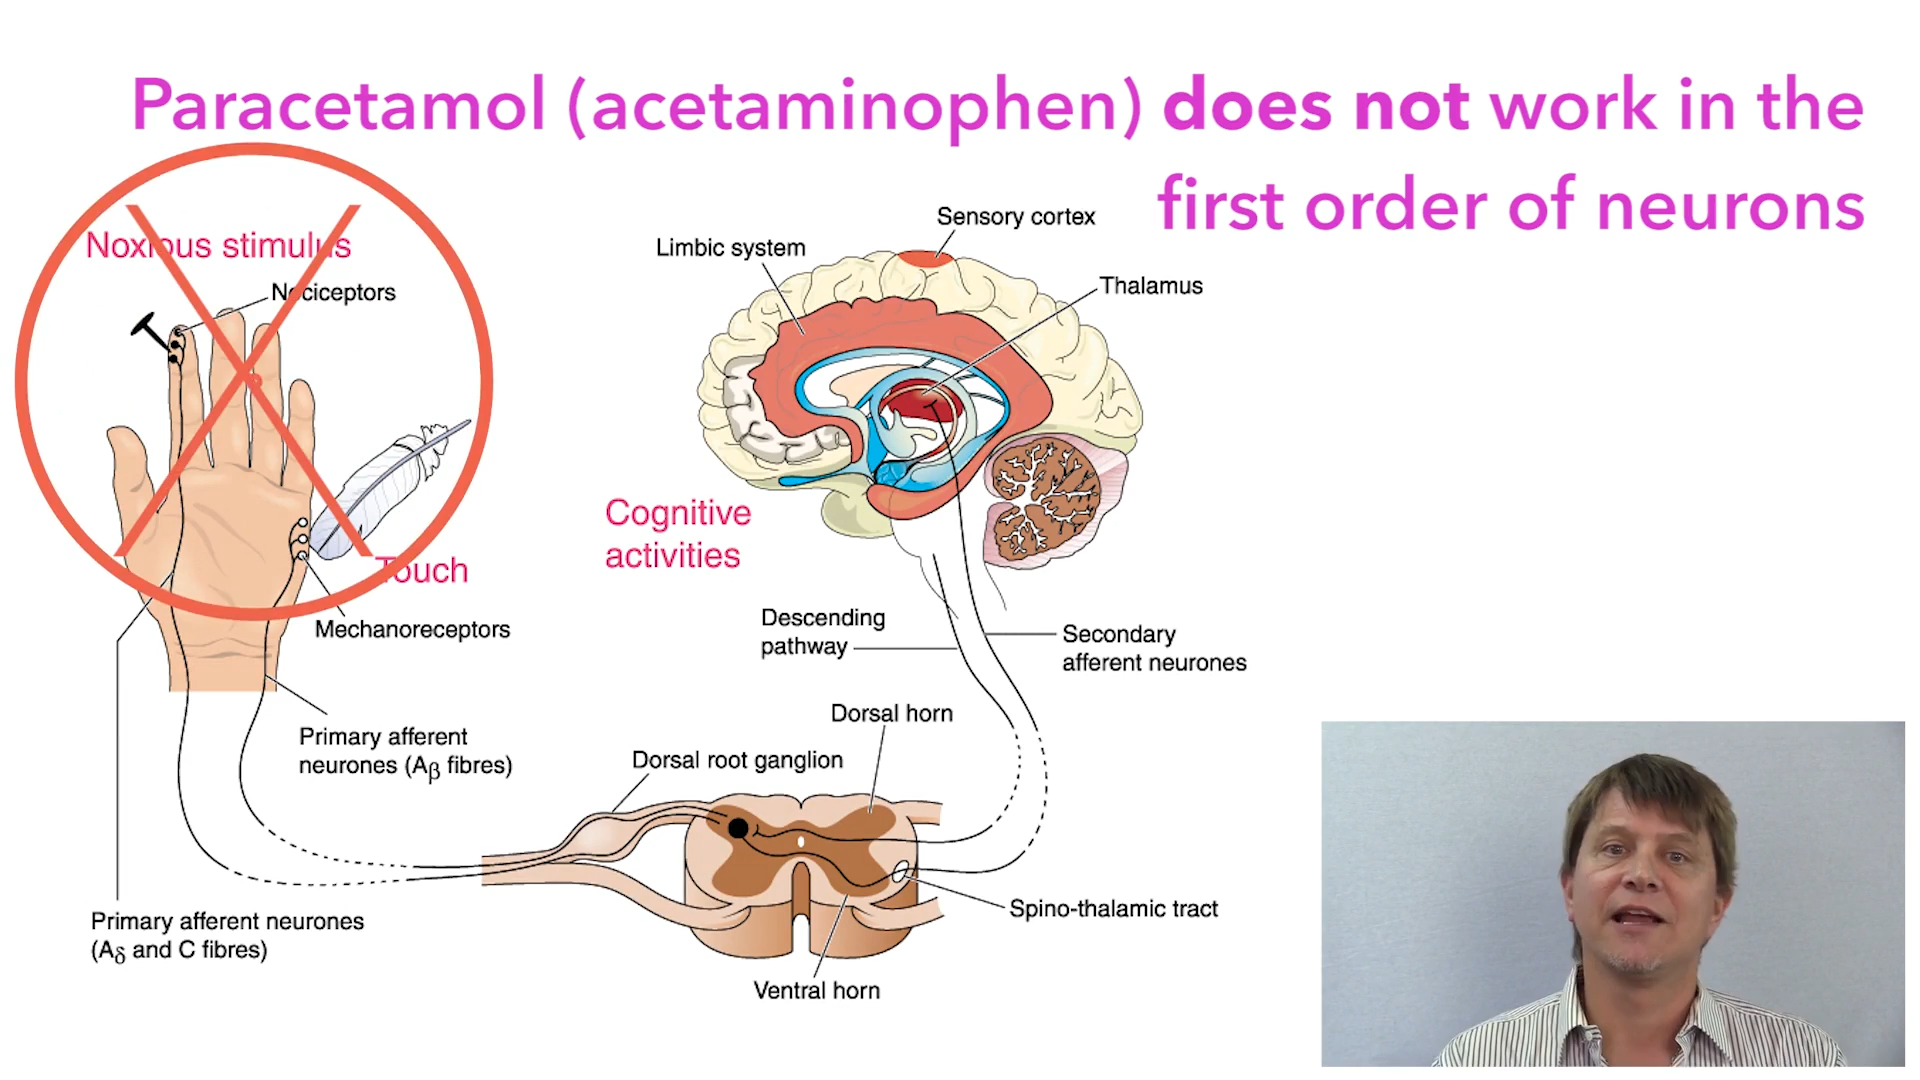 Paracetamol (acetaminophen) does not work in the
first order of neurons
Noxious stimulus
Nociceptors
Touch
Mechanoreceptors
Primary afferent
neurones (Aβ fibres)
Primary afferent neurones
(Aδ and C fibres)
Sensory cortex
Limbic system
Thalamus
Cognitive
activities
Descending
pathway
Secondary
afferent neurones
Dorsal horn
Dorsal root ganglion
Spino-thalamic tract
Ventral horn